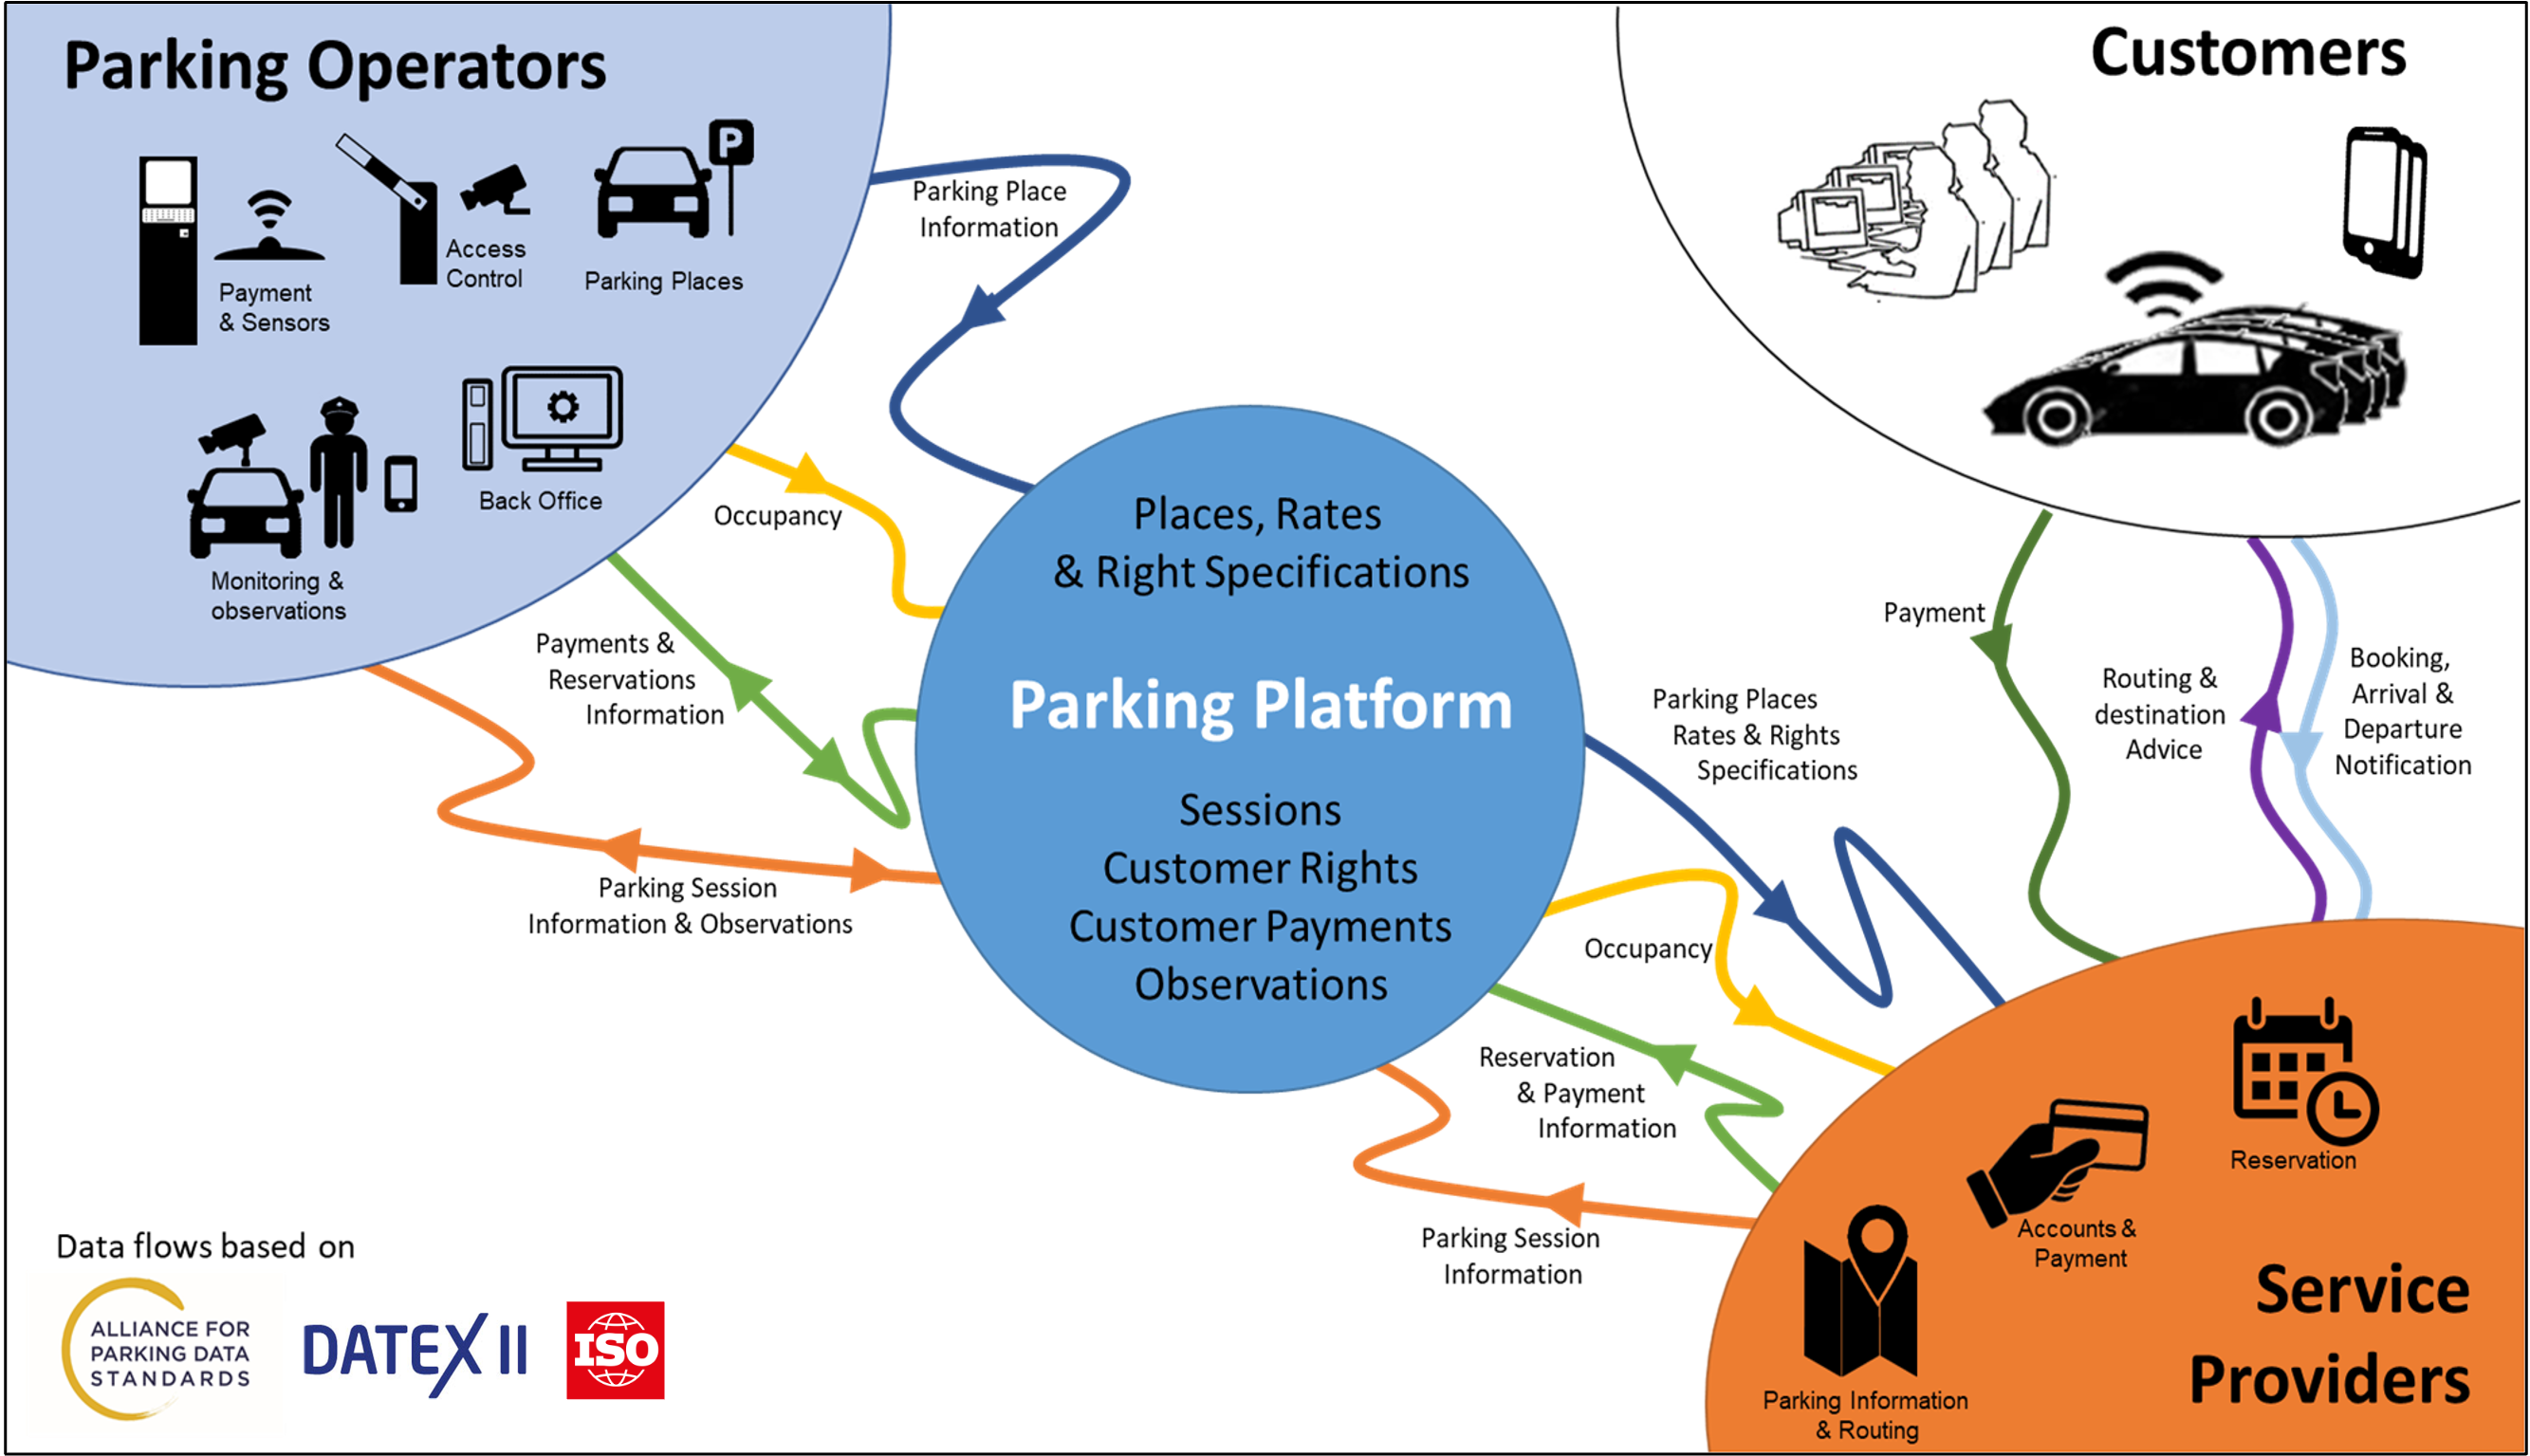 Parking Operators
P
Payment
& Sensors
Access
Control
Parking Places
Monitoring &
observations
Back Office
Customers
Parking Place
Information
Occupancy
Payments &
Reservations
Information
Parking Session
Information & Observations
Places, Rates
& Right Specifications
Parking Platform
Sessions
Customer Rights
Customer Payments
Observations
Payment
Routing &
destination
Advice
Booking,
Arrival &
Departure
Notification
Parking Places
Rates & Rights
Specifications
Occupancy
Reservation
& Payment
Information
Parking Session
Information
Reservation
Accounts &
Payment
Parking Information
& Routing
Service
Providers
Data flows based on
ALLIANCE FOR
PARKING DATA
STANDARDS
DATEX II
ISO